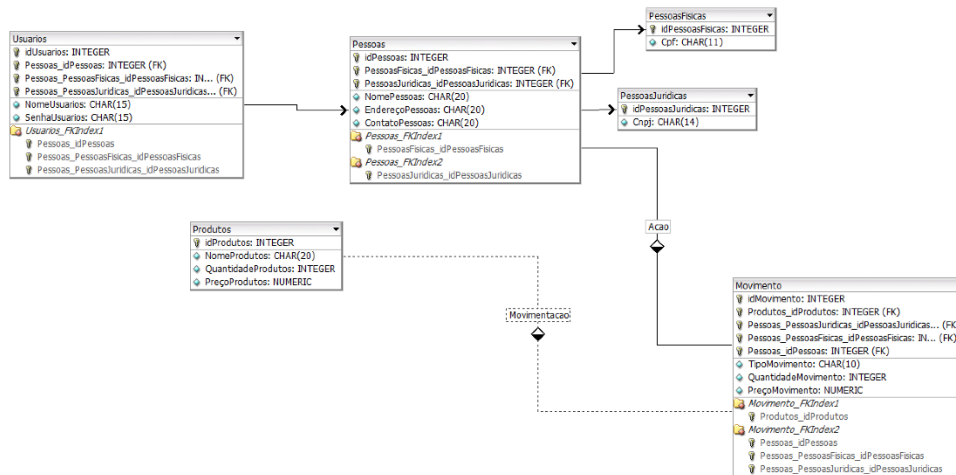 Usuarios
idUsuarios: INTEGER
Pessoas_idPessoas: INTEGER (FK)
Pessoas_PessoasFisicas_idPessoasFisicas: IN... (FK)
Pessoas_PessoasJuridicas_idPessoasJuridicas... (FK)
NomeUsuarios: CHAR(15)
SenhaUsuarios: CHAR(15)
Usuarios_FKIndex1
Pessoas_idPessoas
Pessoas_PessoasFisicas_idPessoasFisicas
Pessoas_PessoasJuridicas_idPessoasJuridicas
Pessoas
idPessoas: INTEGER
PessoasFisicas_idPessoasFisicas: INTEGER (FK)
PessoasJuridicas_idPessoasJuridicas: INTEGER (FK)
NomePessoas: CHAR(20)
EndereçoPessoas: CHAR(20)
ContatoPessoas: CHAR(20)
Pessoas_FKIndex1
PessoasFisicas_idPessoasFisicas
Pessoas_FKIndex2
PessoasJuridicas_idPessoasJuridicas
PessoasFisicas
idPessoasFisicas: INTEGER
Cpf: CHAR(11)
PessoasJuridicas
idPessoasJuridicas: INTEGER
Cnpj: CHAR(14)
Produtos
idProdutos: INTEGER
NomeProdutos: CHAR(20)
QuantidadeProdutos: INTEGER
PreçoProdutos: NUMERIC
Acao
Movimentacao
Movimento
idMovimento: INTEGER
Produtos_idProdutos: INTEGER (FK)
Pessoas_PessoasJuridicas_idPessoasJuridicas... (FK)
Pessoas_PessoasFisicas_idPessoasFisicas: IN... (FK)
Pessoas_idPessoas: INTEGER (FK)
TipoMovimento: CHAR(10)
QuantidadeMovimento: INTEGER
PreçoMovimento: NUMERIC
Movimento_FKIndex1
Produtos_idProdutos
Movimento_FKIndex2
Pessoas_idPessoas
Pessoas_PessoasFisicas_idPessoasFisicas
Pessoas_PessoasJuridicas_idPessoasJuridicas